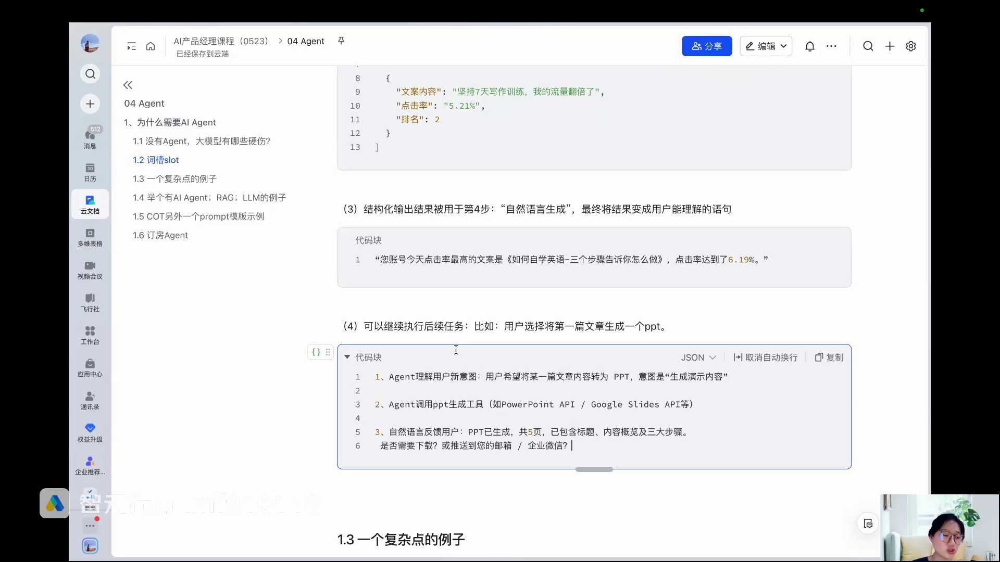 AI产品经理课程（0523） > 04 Agent
已经保存到云端
分享
编辑
512
消息
30
日历
云文档
多维表格
视频会议
飞行社
工作台
应用中心
通讯录
权益升级
企业推荐...
04 Agent
1、为什么需要AI Agent
1.1 没有Agent，大模型有哪些硬伤？
1.2 词槽slot
1.3 一个复杂点的例子
1.4 举个有AI Agent；RAG；LLM的例子
1.5 COT另外一个prompt模版示例
1.6 订房Agent
8 {
9 "文案内容": "坚持7天写作训练，我的流量翻倍了",
10 "点击率": "5.21%",
11 "排名": 2
12 }
13 ]
（3）结构化输出结果被用于第4步：“自然语言生成”，最终将结果变成用户能理解的语句
代码块
1 “您账号今天点击率最高的文案是《如何自学英语-三个步骤告诉你怎么做》，点击率达到了6.19%。”
（4）可以继续执行后续任务：比如：用户选择将第一篇文章生成一个ppt。
{}
代码块 JSON 取消自动换行 复制
1 1、Agent理解用户新意图：用户希望将某一篇文章内容转为 PPT，意图是“生成演示内容”
2
3 2、Agent调用ppt生成工具（如PowerPoint API / Google Slides API等）
4
5 3、自然语言反馈用户：PPT已生成，共5页，已包含标题、内容概览及三大步骤。
6 是否需要下载？或推送到您的邮箱 / 企业微信？
1.3 一个复杂点的例子